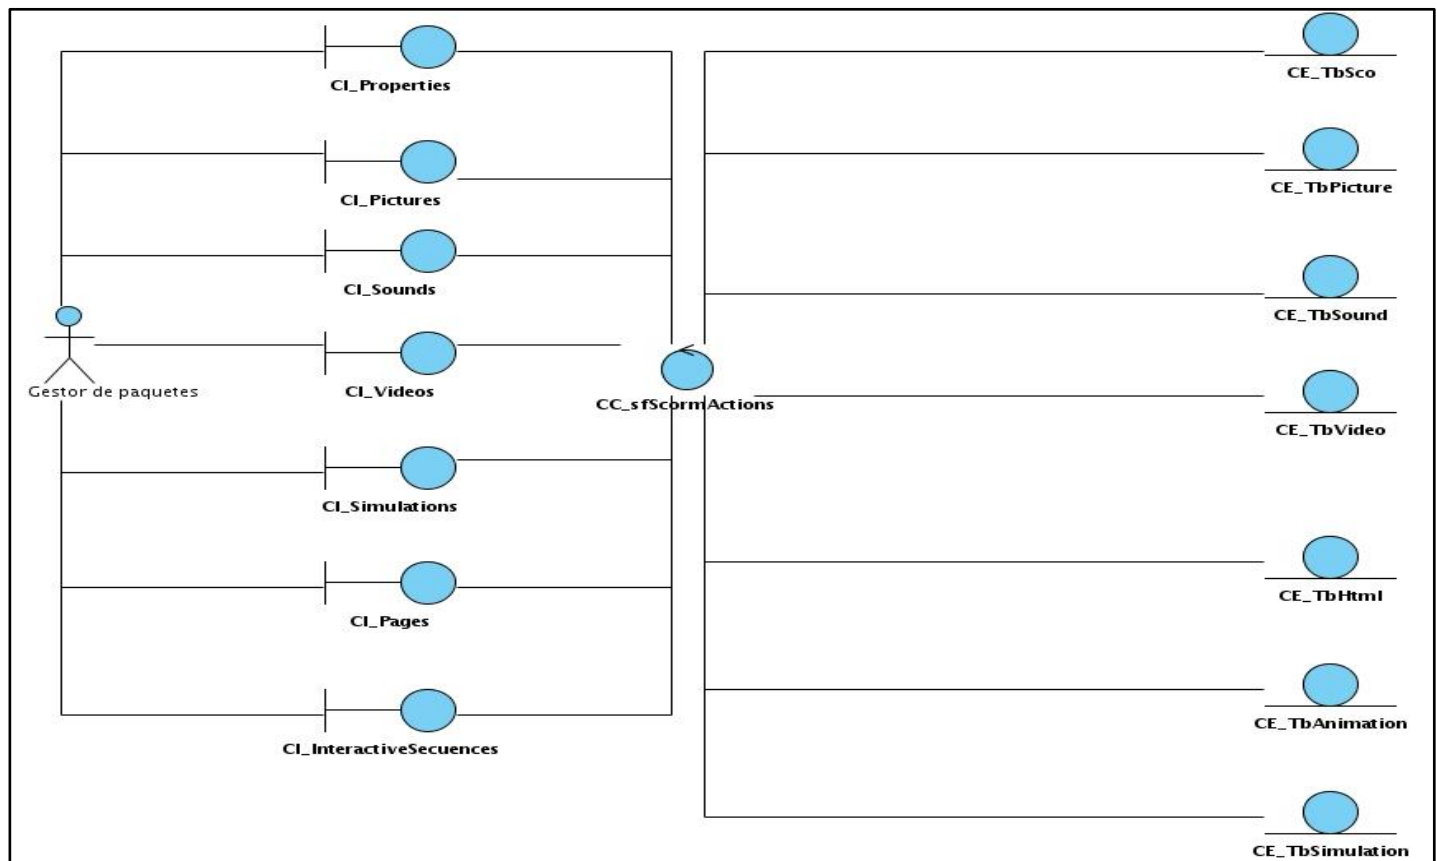 CI_Properties
CI_Pictures
CI_Sounds
Gestor de paquetes
CI_Videos
CI_Simulations
CI_Pages
CI_InteractiveSecuences
CC_sfScormActions
CE_TbSco
CE_TbPicture
CE_TbSound
CE_TbVideo
CE_TbHtml
CE_TbAnimation
CE_TbSimulation